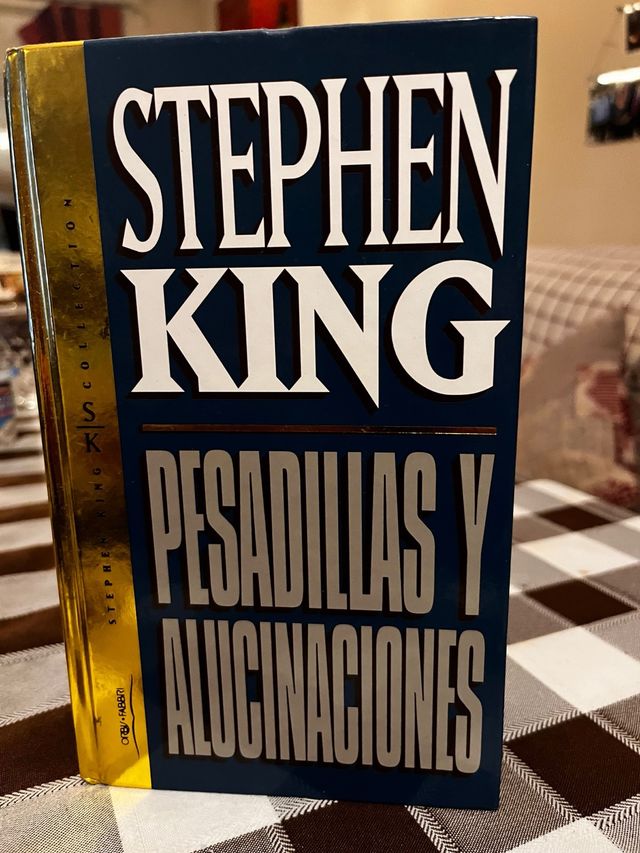 STEPHEN
KING
PESADILLAS Y
ALUCINACIONES
STEPHEN KING SK COLLECTION
ORBIS•FABBRI